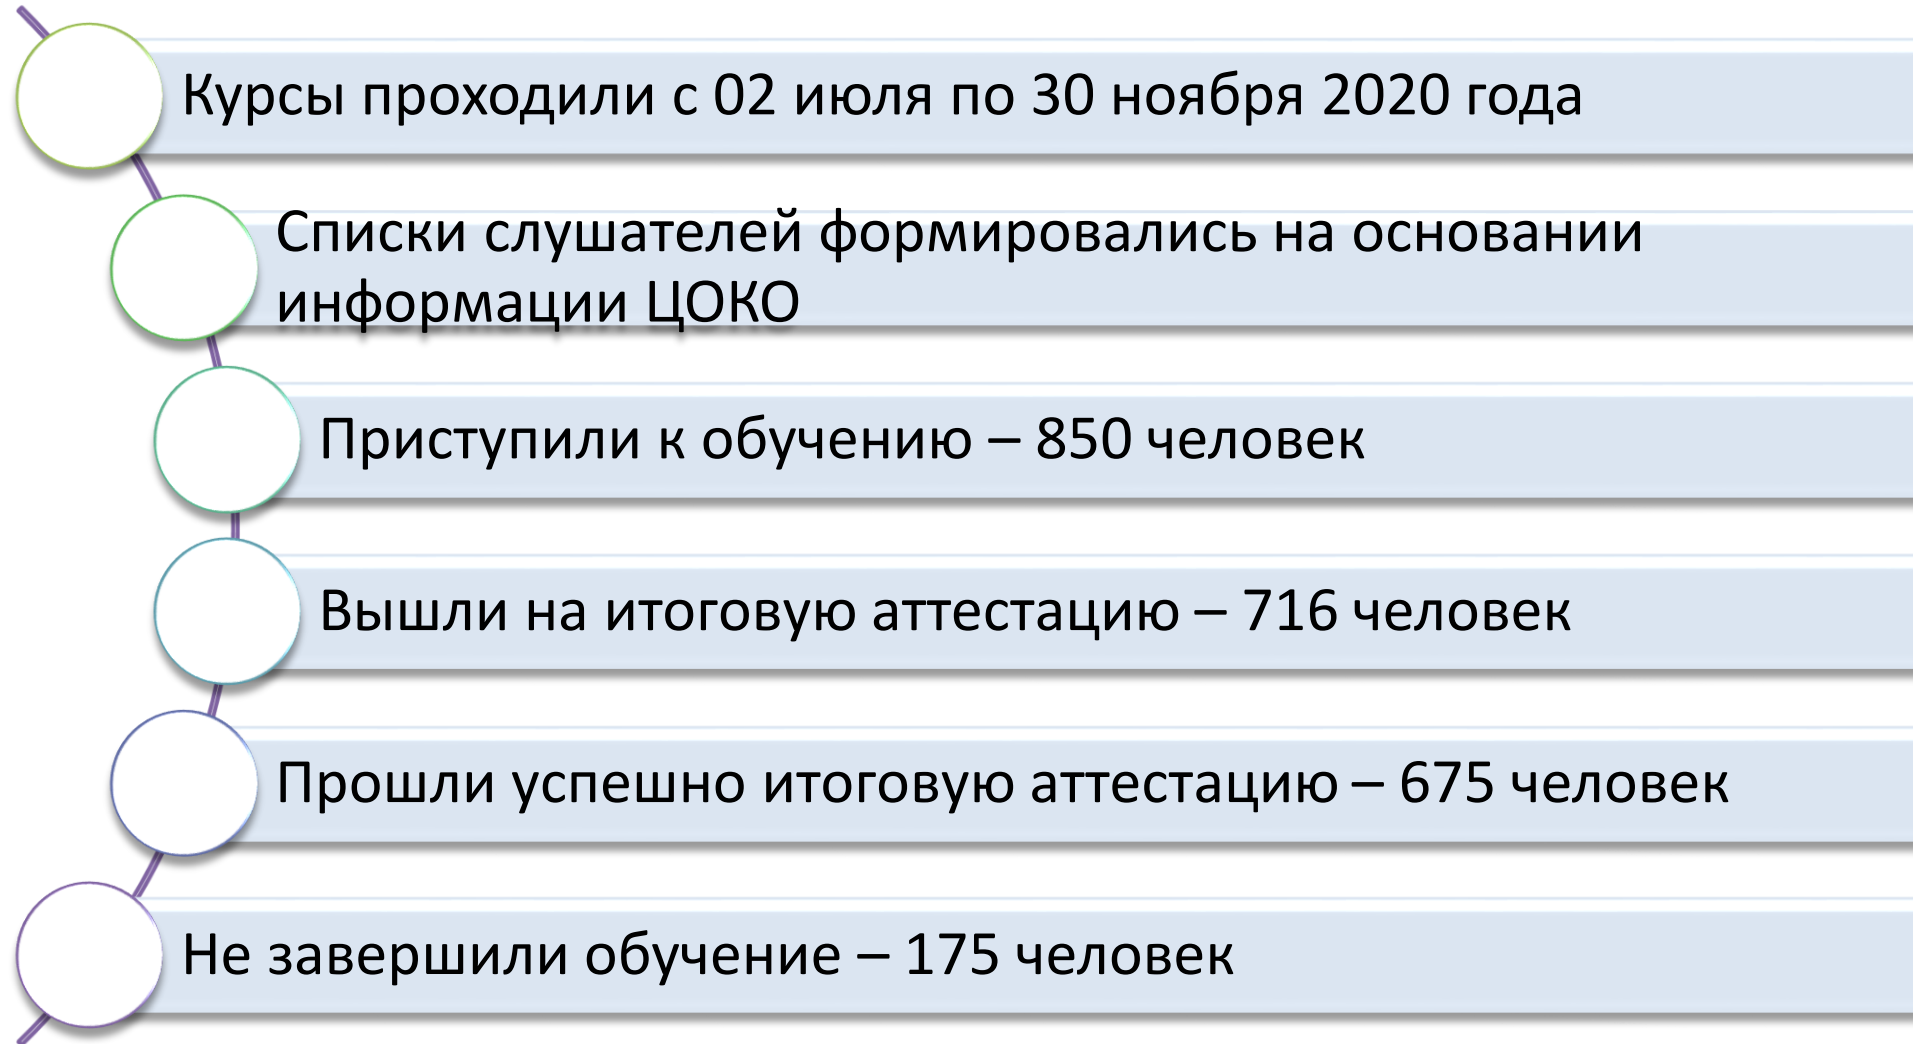 Курсы проходили с 02 июля по 30 ноября 2020 года
Списки слушателей формировались на основании
информации ЦОКО
Приступили к обучению – 850 человек
Вышли на итоговую аттестацию – 716 человек
Прошли успешно итоговую аттестацию – 675 человек
Не завершили обучение – 175 человек